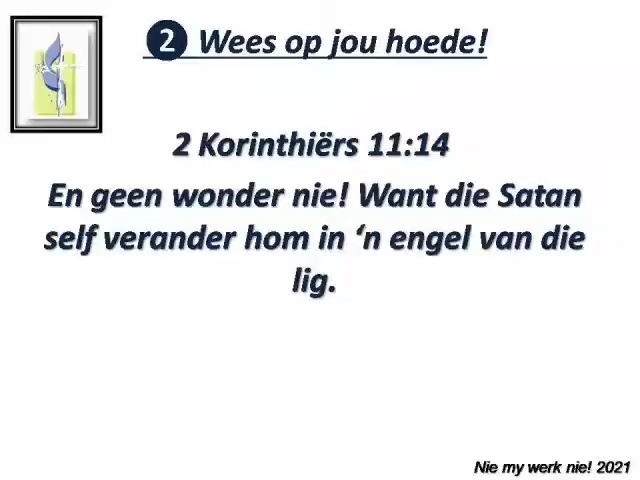 ❷ Wees op jou hoede!
2 Korinthiërs 11:14
En geen wonder nie! Want die Satan
self verander hom in ‘n engel van die
lig.
Nie my werk nie! 2021